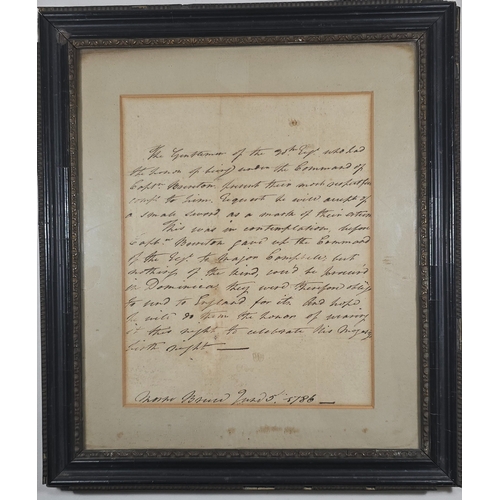 The Gentlemen of the 30th Regt who had
the honor of being under the Command of
Captn Bounton, present their most respectful
compts to him, & request he will accept of
a small sword as a mark of their esteem
This was in contemplation, before
Captn Bounton gave up the Command
of the Regt to Major Campbell; but
nothing of the kind could be procured
in Dominica they were therefore oblig'd
to send to England for it. And hope
he will do them the honor of wearing
it this night, to celebrate His Majestys
birth night —
Morne Bruce June 5th 1786 —